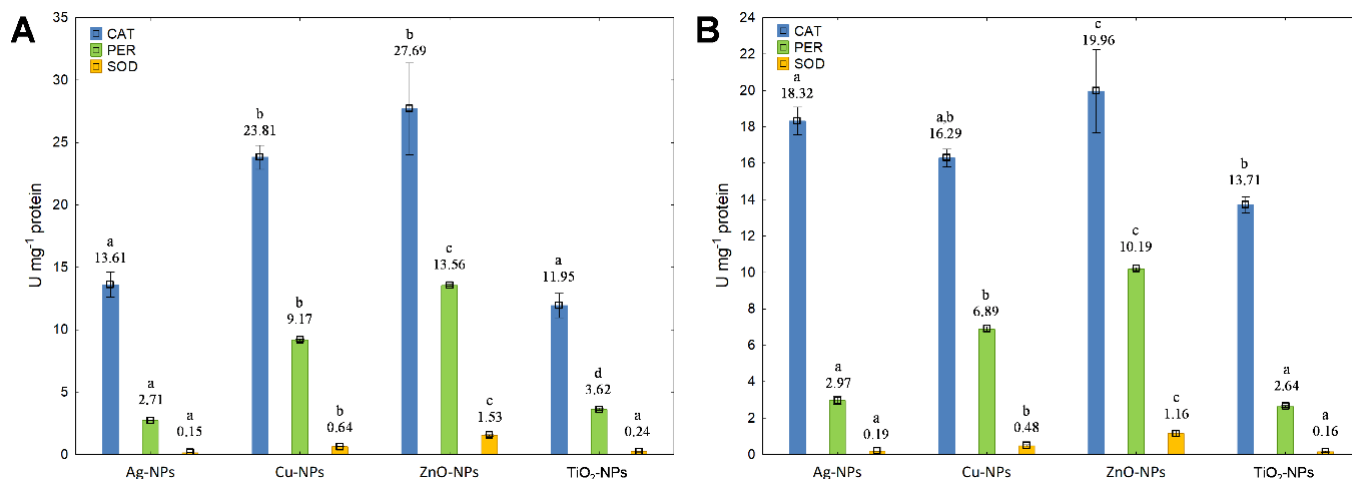 A
CAT
PER
SOD
U mg⁻¹ protein
35
30
25
20
15
10
5
0
a
13.61
a
2,71
a
0,15
b
23.81
b
9.17
b
0.64
b
27,69
c
13.56
c
1.53
a
11.95
d
3,62
a
0,24
Ag-NPs
Cu-NPs
ZnO-NPs
TiO₂-NPs
B
CAT
PER
SOD
U mg⁻¹ protein
24
22
20
18
16
14
12
10
8
6
4
2
0
a
18.32
a
2.97
a
0.19
a,b
16.29
b
6,89
b
0.48
c
19.96
c
10.19
c
1.16
b
13,71
a
2.64
a
0.16
Ag-NPs
Cu-NPs
ZnO-NPs
TiO₂-NPs